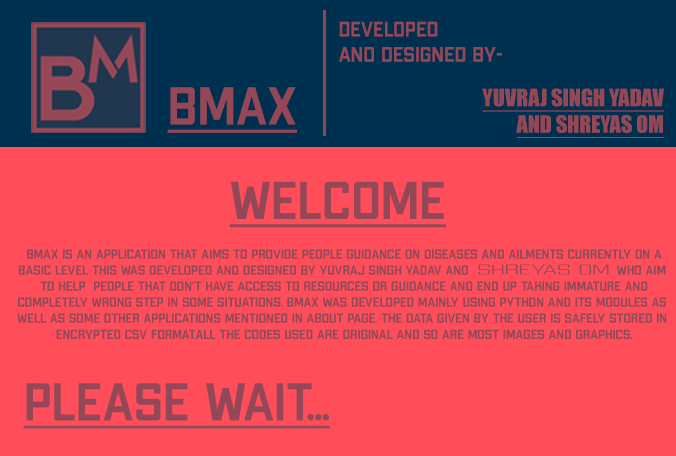 BM
BMAX
DEVELOPED
AND DESIGNED BY-
YUVRAJ SINGH YADAV
AND SHREYAS OM
WELCOME
BMAX IS AN APPLICATION THAT AIMS TO PROVIDE PEOPLE GUIDANCE ON DISEASES AND AILMENTS CURRENTLY ON A
BASIC LEVEL THIS WAS DEVELOPED AND DESIGNED BY YUVRAJ SINGH YADAV AND SHREYAS OM WHO AIM
TO HELP PEOPLE THAT DON'T HAVE ACCESS TO RESOURCES OR GUIDANCE AND END UP TAKING IMMATURE AND
COMPLETELY WRONG STEP IN SOME SITUATIONS. BMAX WAS DEVELOPED MAINLY USING PYTHON AND ITS MODULES AS
WELL AS SOME OTHER APPLICATIONS MENTIONED IN ABOUT PAGE. THE DATA GIVEN BY THE USER IS SAFELY STORED IN
ENCRYPTED CSV FORMAT.ALL THE CODES USED ARE ORIGINAL AND SO ARE MOST IMAGES AND GRAPHICS.
PLEASE WAIT...